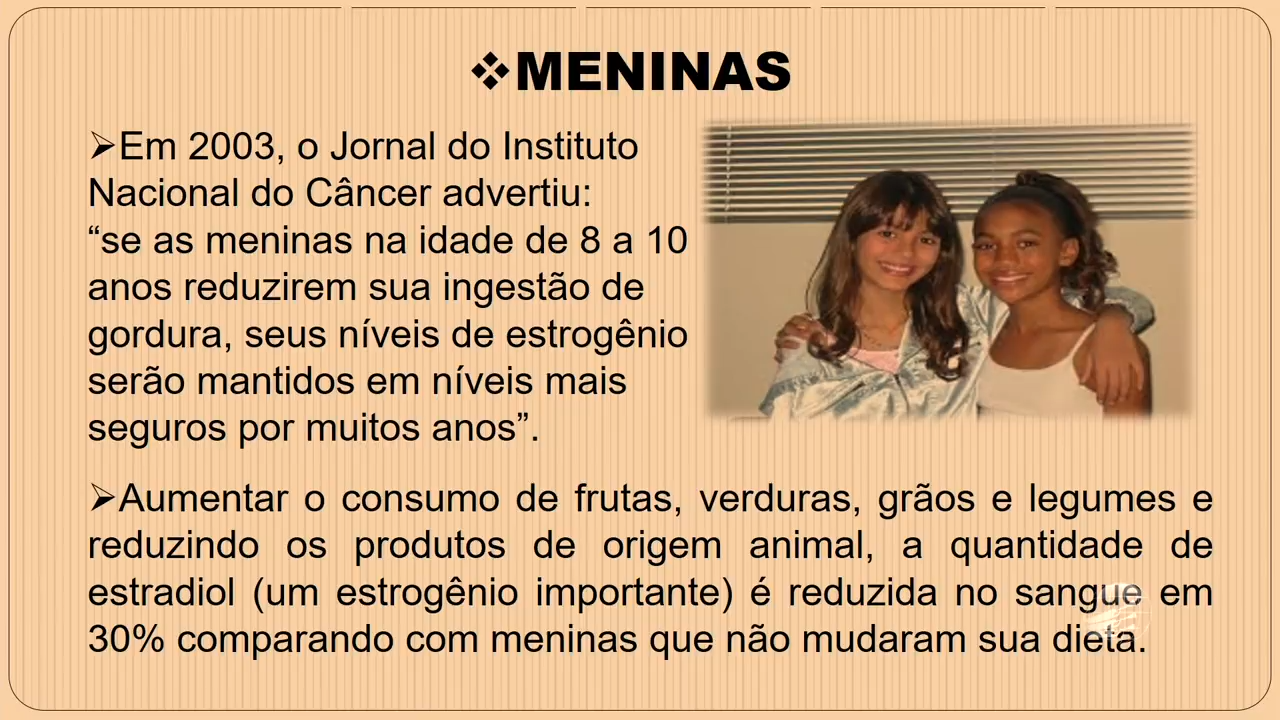 ❖MENINAS
➢Em 2003, o Jornal do Instituto
Nacional do Câncer advertiu:
“se as meninas na idade de 8 a 10
anos reduzirem sua ingestão de
gordura, seus níveis de estrogênio
serão mantidos em níveis mais
seguros por muitos anos”.
➢Aumentar o consumo de frutas, verduras, grãos e legumes e
reduzindo os produtos de origem animal, a quantidade de
estradiol (um estrogênio importante) é reduzida no sangue em
30% comparando com meninas que não mudaram sua dieta.